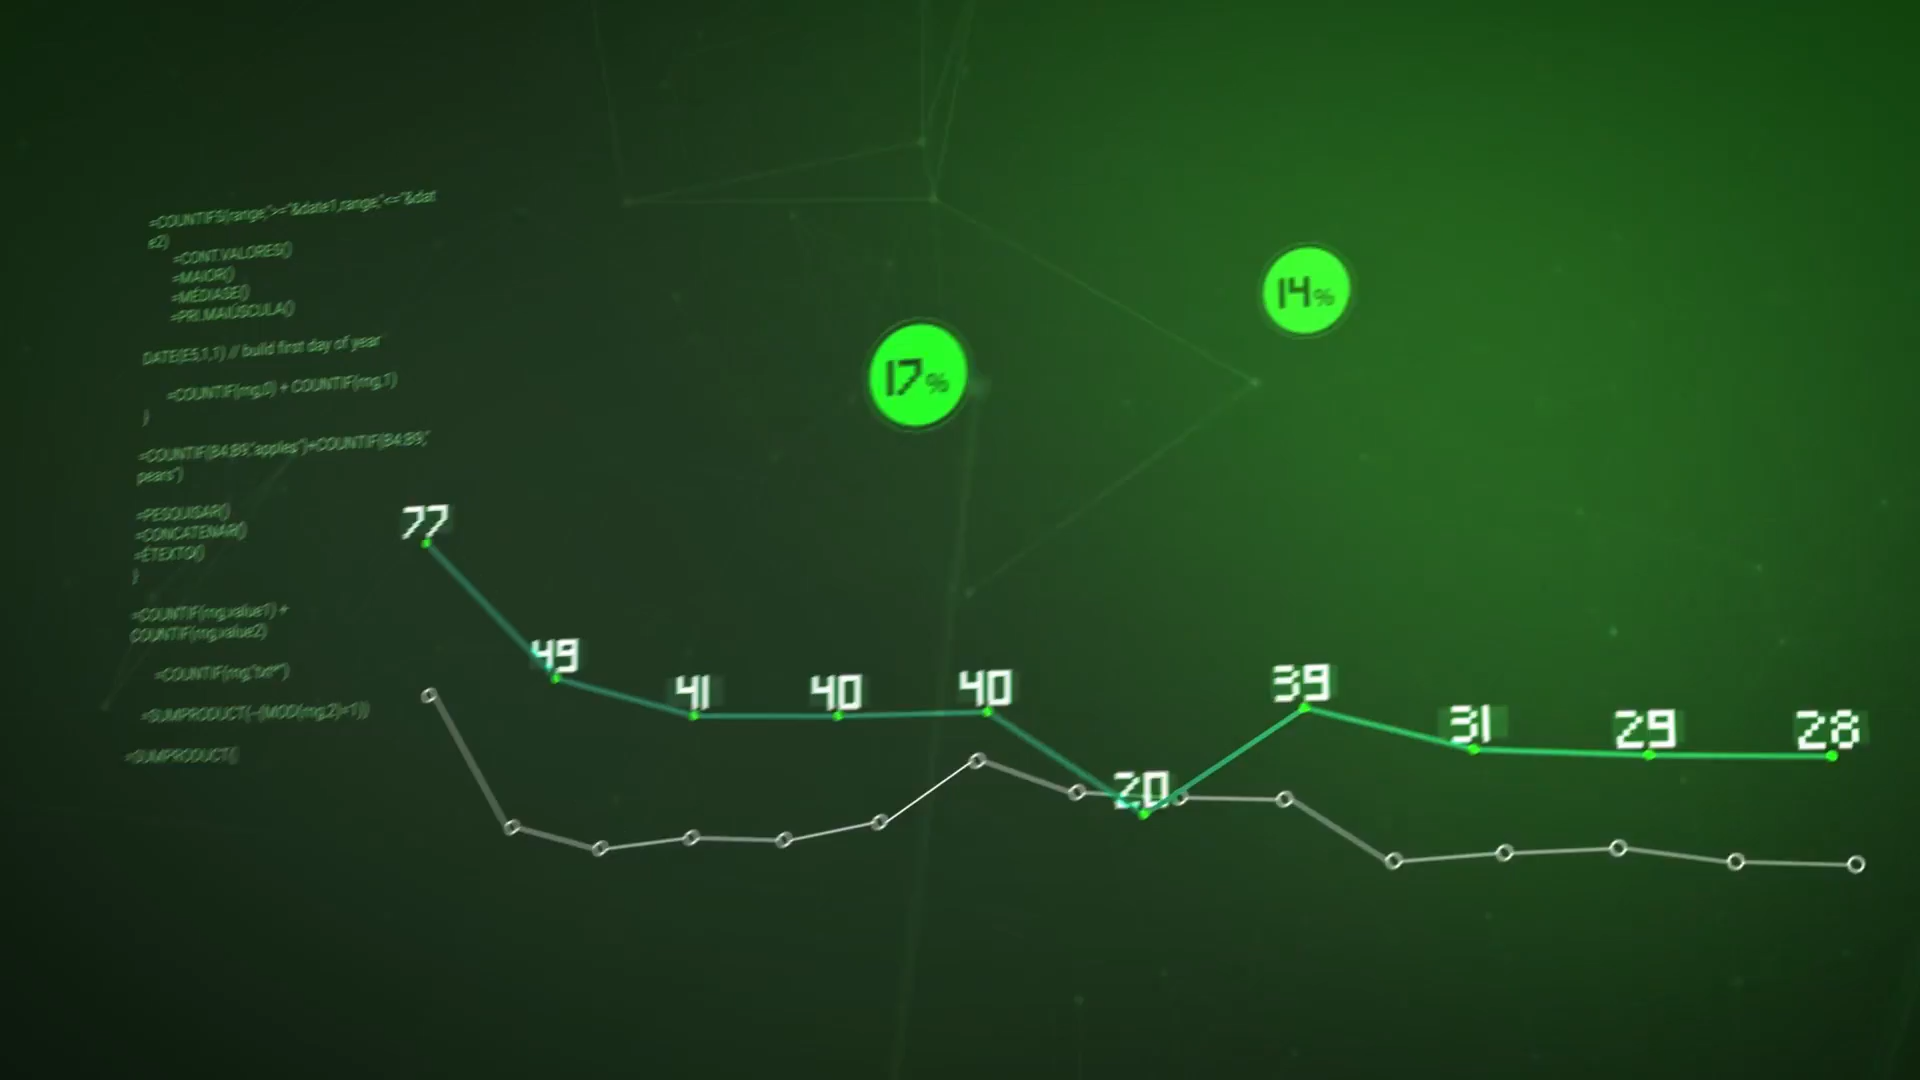 =COUNTIFS(range,">="&date1,range,"<="&dat
e2)
=CONT.VALORES()
=MAIOR()
=MÉDIASE()
=PRI.MAIÚSCULA()
DATE(E5,1,1) // build first day of year
=COUNTIF(rng,0) + COUNTIF(rng,1)
}
=COUNTIF(B4:B9,"apples")+COUNTIF(B4:B9,"
pears")
=PESQUISAR()
=CONCATENAR()
=ÉTEXTO()
}
=COUNTIF(rng,value1) +
COUNTIF(rng,value2)
=COUNTIF(rng,"txt*")
=SUMPRODUCT(--(MOD(rng,2)=1))
=SUMPRODUCT(
17%
14%
77
49
41
40
40
20
39
31
29
28